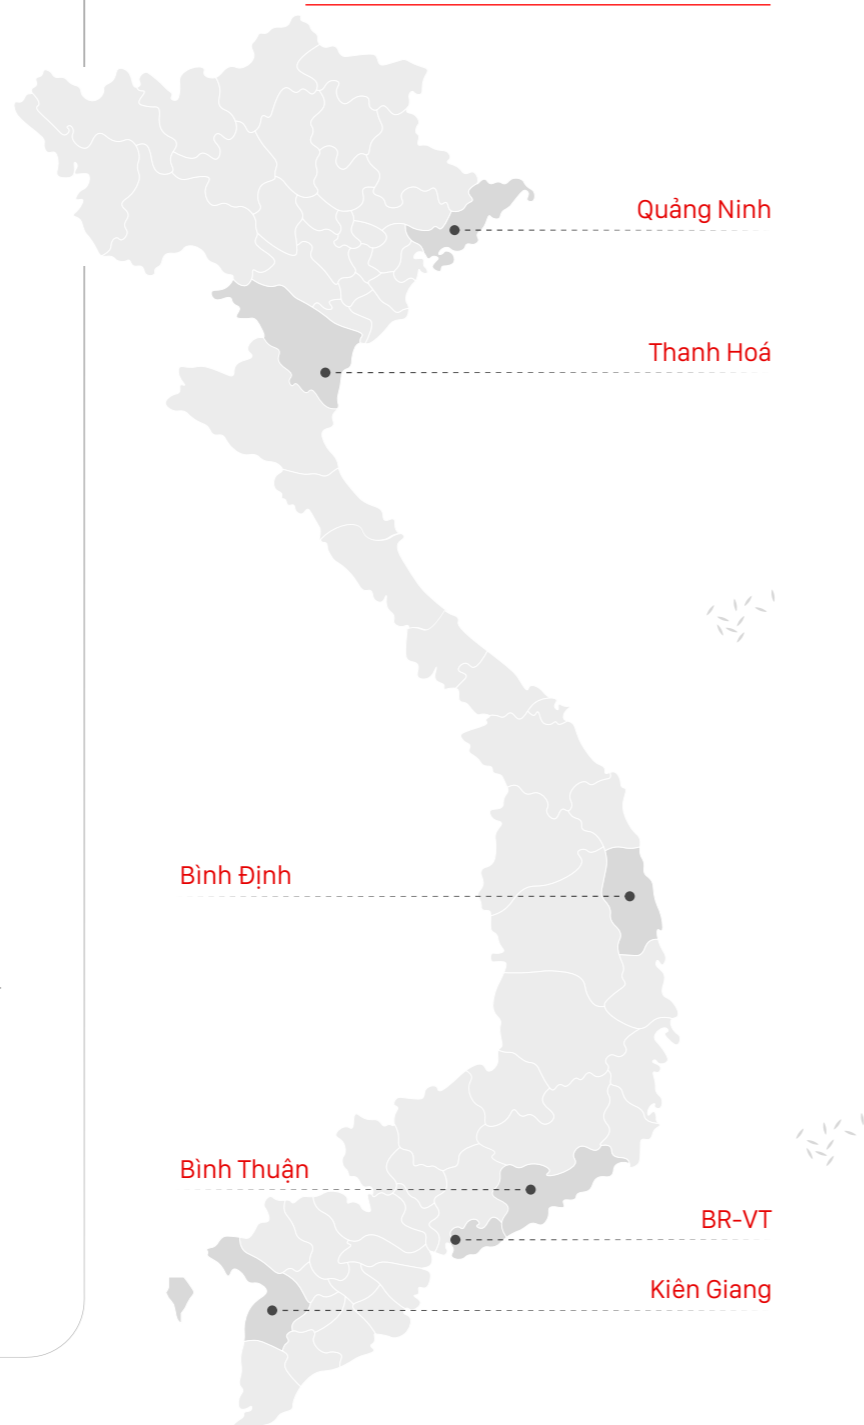 Quảng Ninh
Thanh Hoá
Bình Định
Bình Thuận
BR-VT
Kiên Giang